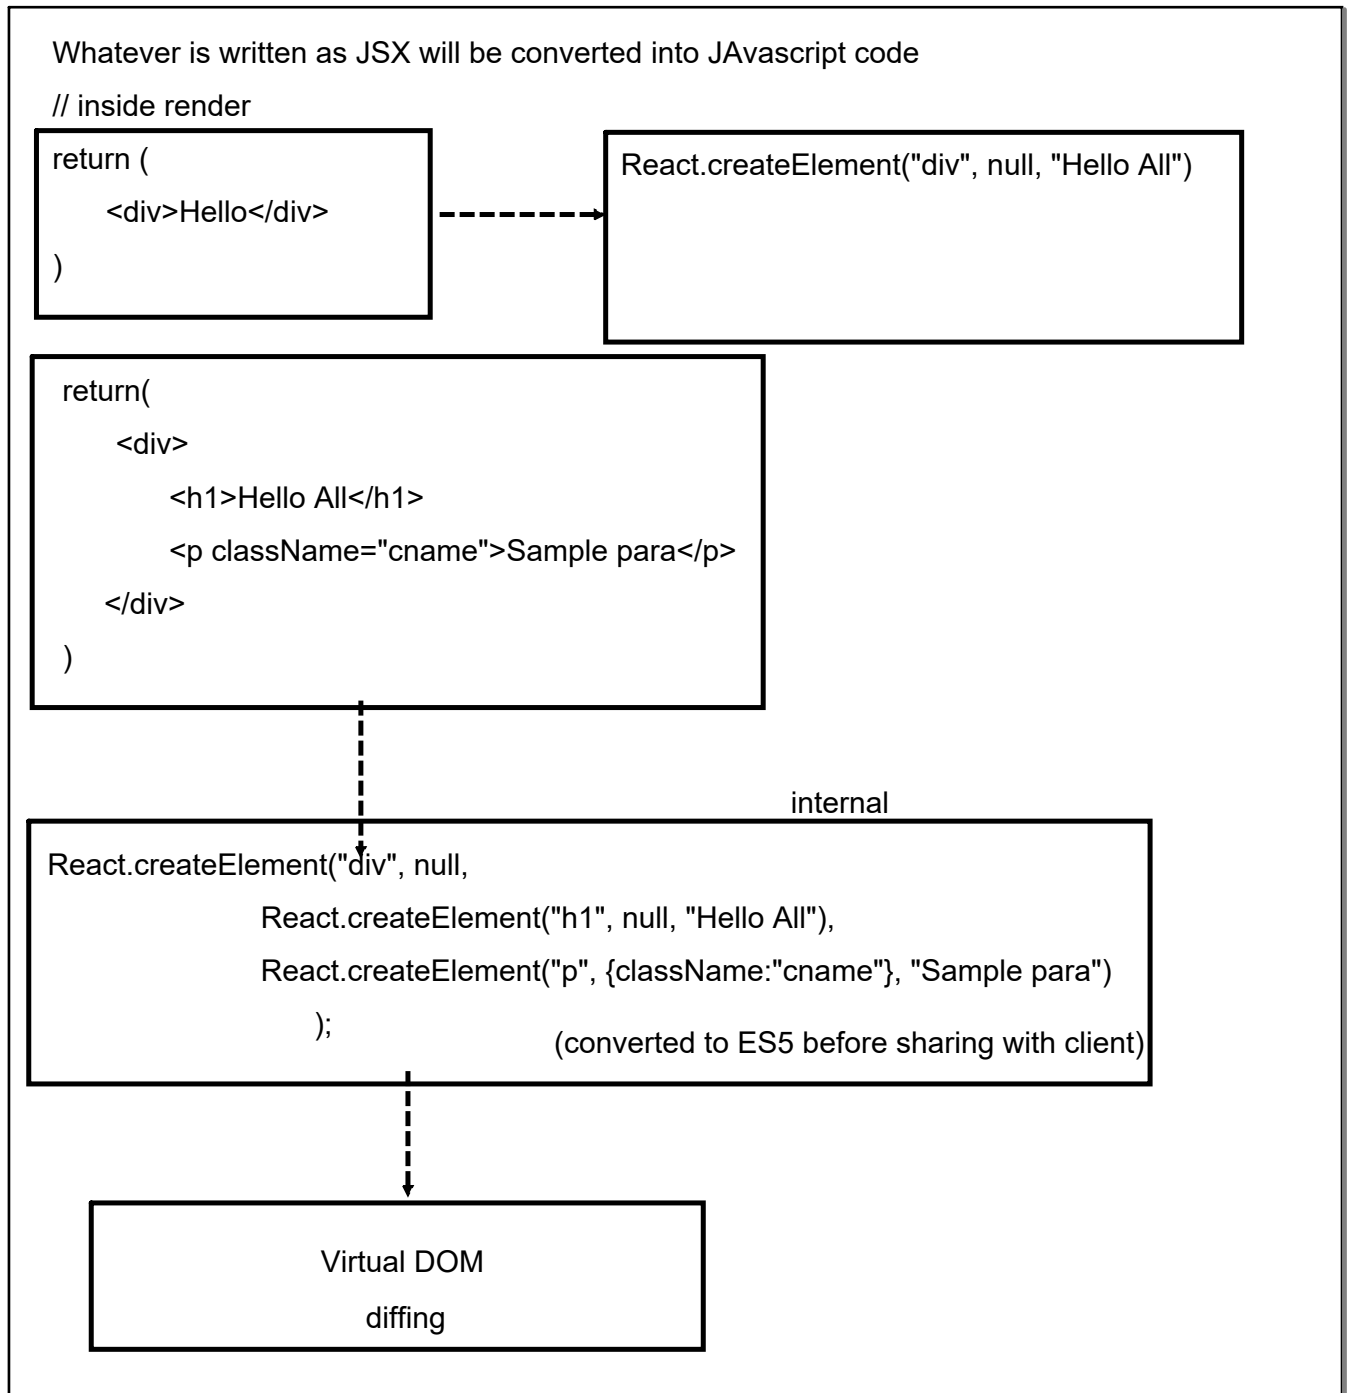 Whatever is written as JSX will be converted into JAvascript code
// inside render
return (
<div>Hello</div>
)
React.createElement("div", null, "Hello All")
return(
<div>
<h1>Hello All</h1>
<p className="cname">Sample para</p>
</div>
)
internal
React.createElement("div", null,
React.createElement("h1", null, "Hello All"),
React.createElement("p", {className:"cname"}, "Sample para")
);
(converted to ES5 before sharing with client)
Virtual DOM
diffing